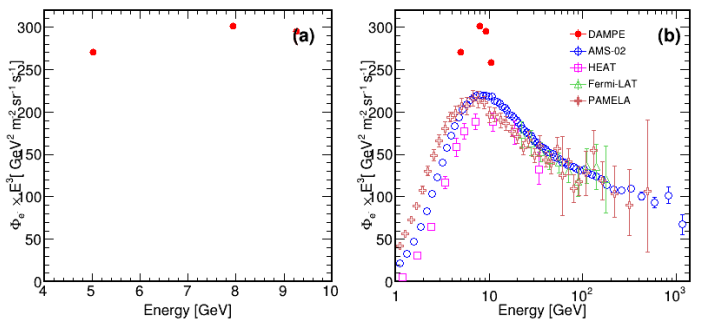 300
250
200
150
100
50
0
Φe⁻ × E³[ GeV² m⁻² sr⁻¹ s⁻¹]
(a)
4 5 6 7 8 9 10
Energy [GeV]
300
250
200
150
100
50
0
Φe⁻ × E³[ GeV² m⁻² sr⁻¹ s⁻¹]
(b)
DAMPE
AMS-02
HEAT
Fermi-LAT
PAMELA
1 10 10² 10³
Energy [GeV]